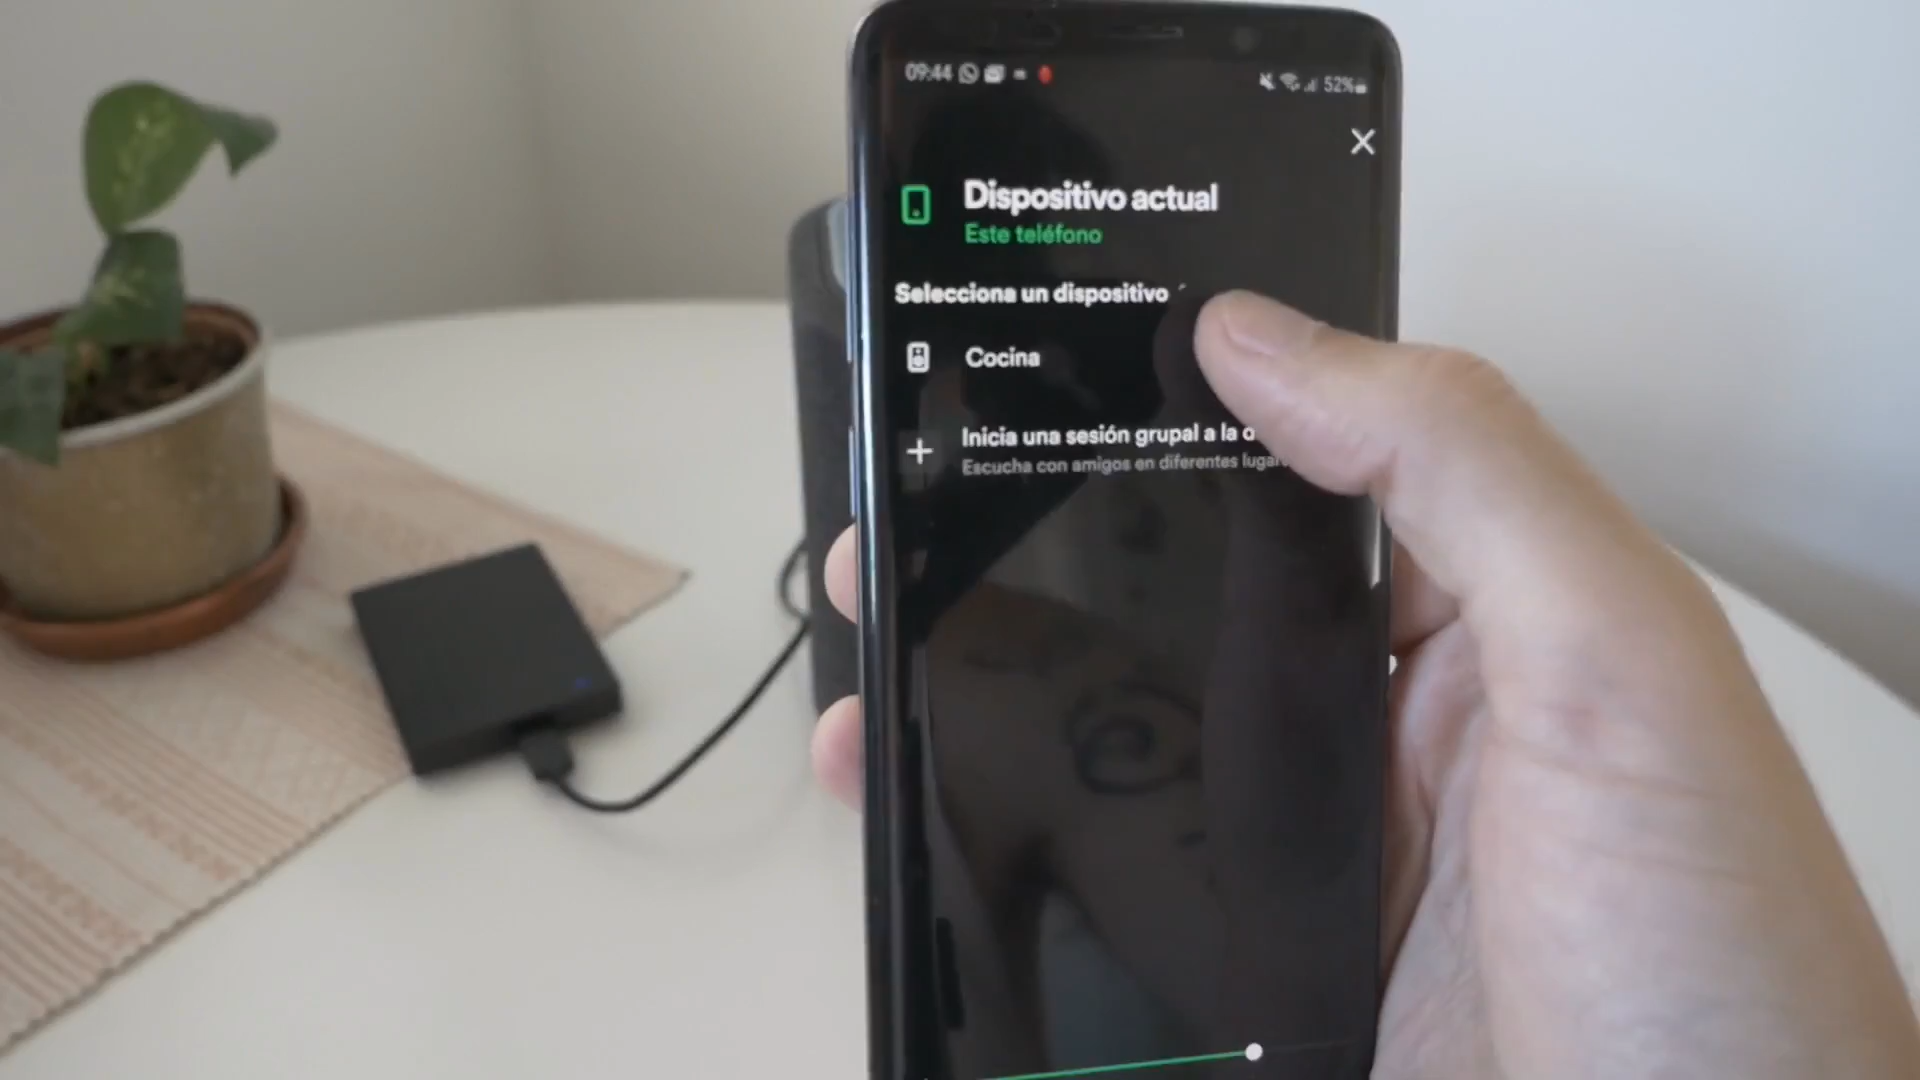 09:44
52%
Dispositivo actual
Este teléfono
Selecciona un dispositivo
Cocina
Inicia una sesión grupal a la
Escucha con amigos en diferentes